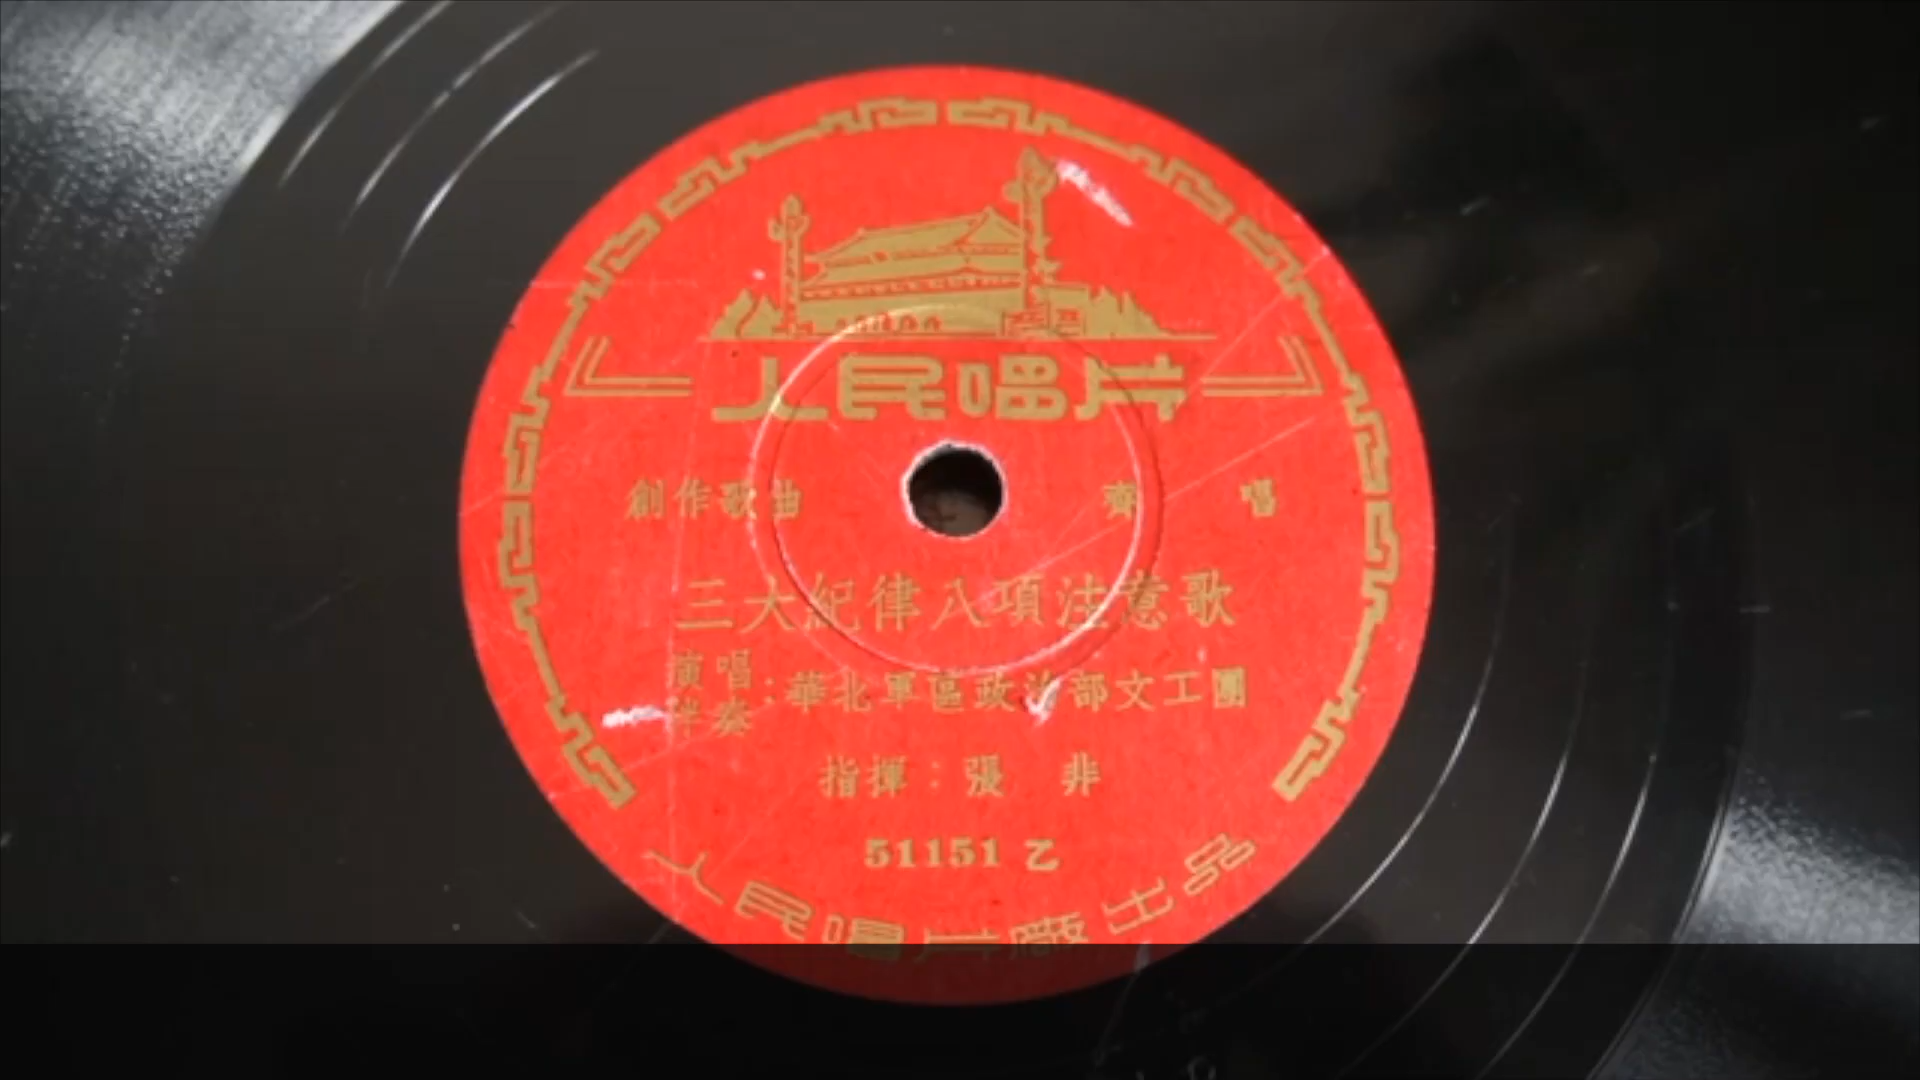 人民唱片
創作歌曲 齊 唱
三大紀律八項注意歌
演唱
伴奏:華北軍區政治部文工團
指揮:張 非
51151 乙
人民唱片廠出品